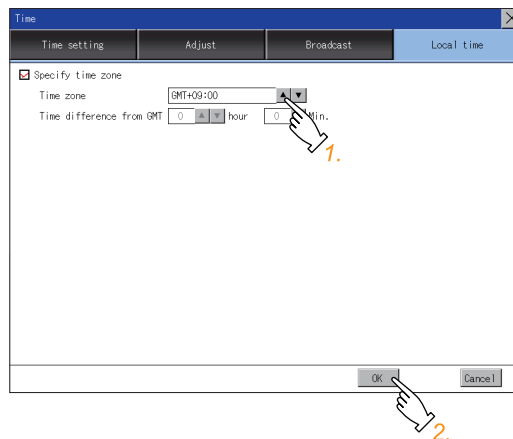 Time
Time setting Adjust Broadcast Local time
Specify time zone
Time zone GMT+09:00
Time difference from GMT 0 hour 0 Min.
1.
OK Cancel
2.